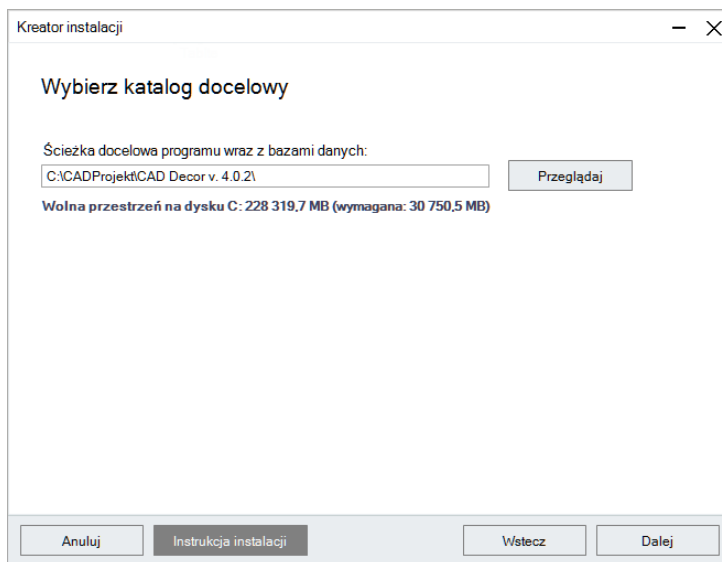 Kreator instalacji
Wybierz katalog docelowy
Ścieżka docelowa programu wraz z bazami danych:
C:\CADProjekt\CAD Decor v. 4.0.2\
Przeglądaj
Wolna przestrzeń na dysku C: 228 319,7 MB (wymagana: 30 750,5 MB)
Anuluj
Instrukcja instalacji
Wstecz
Dalej